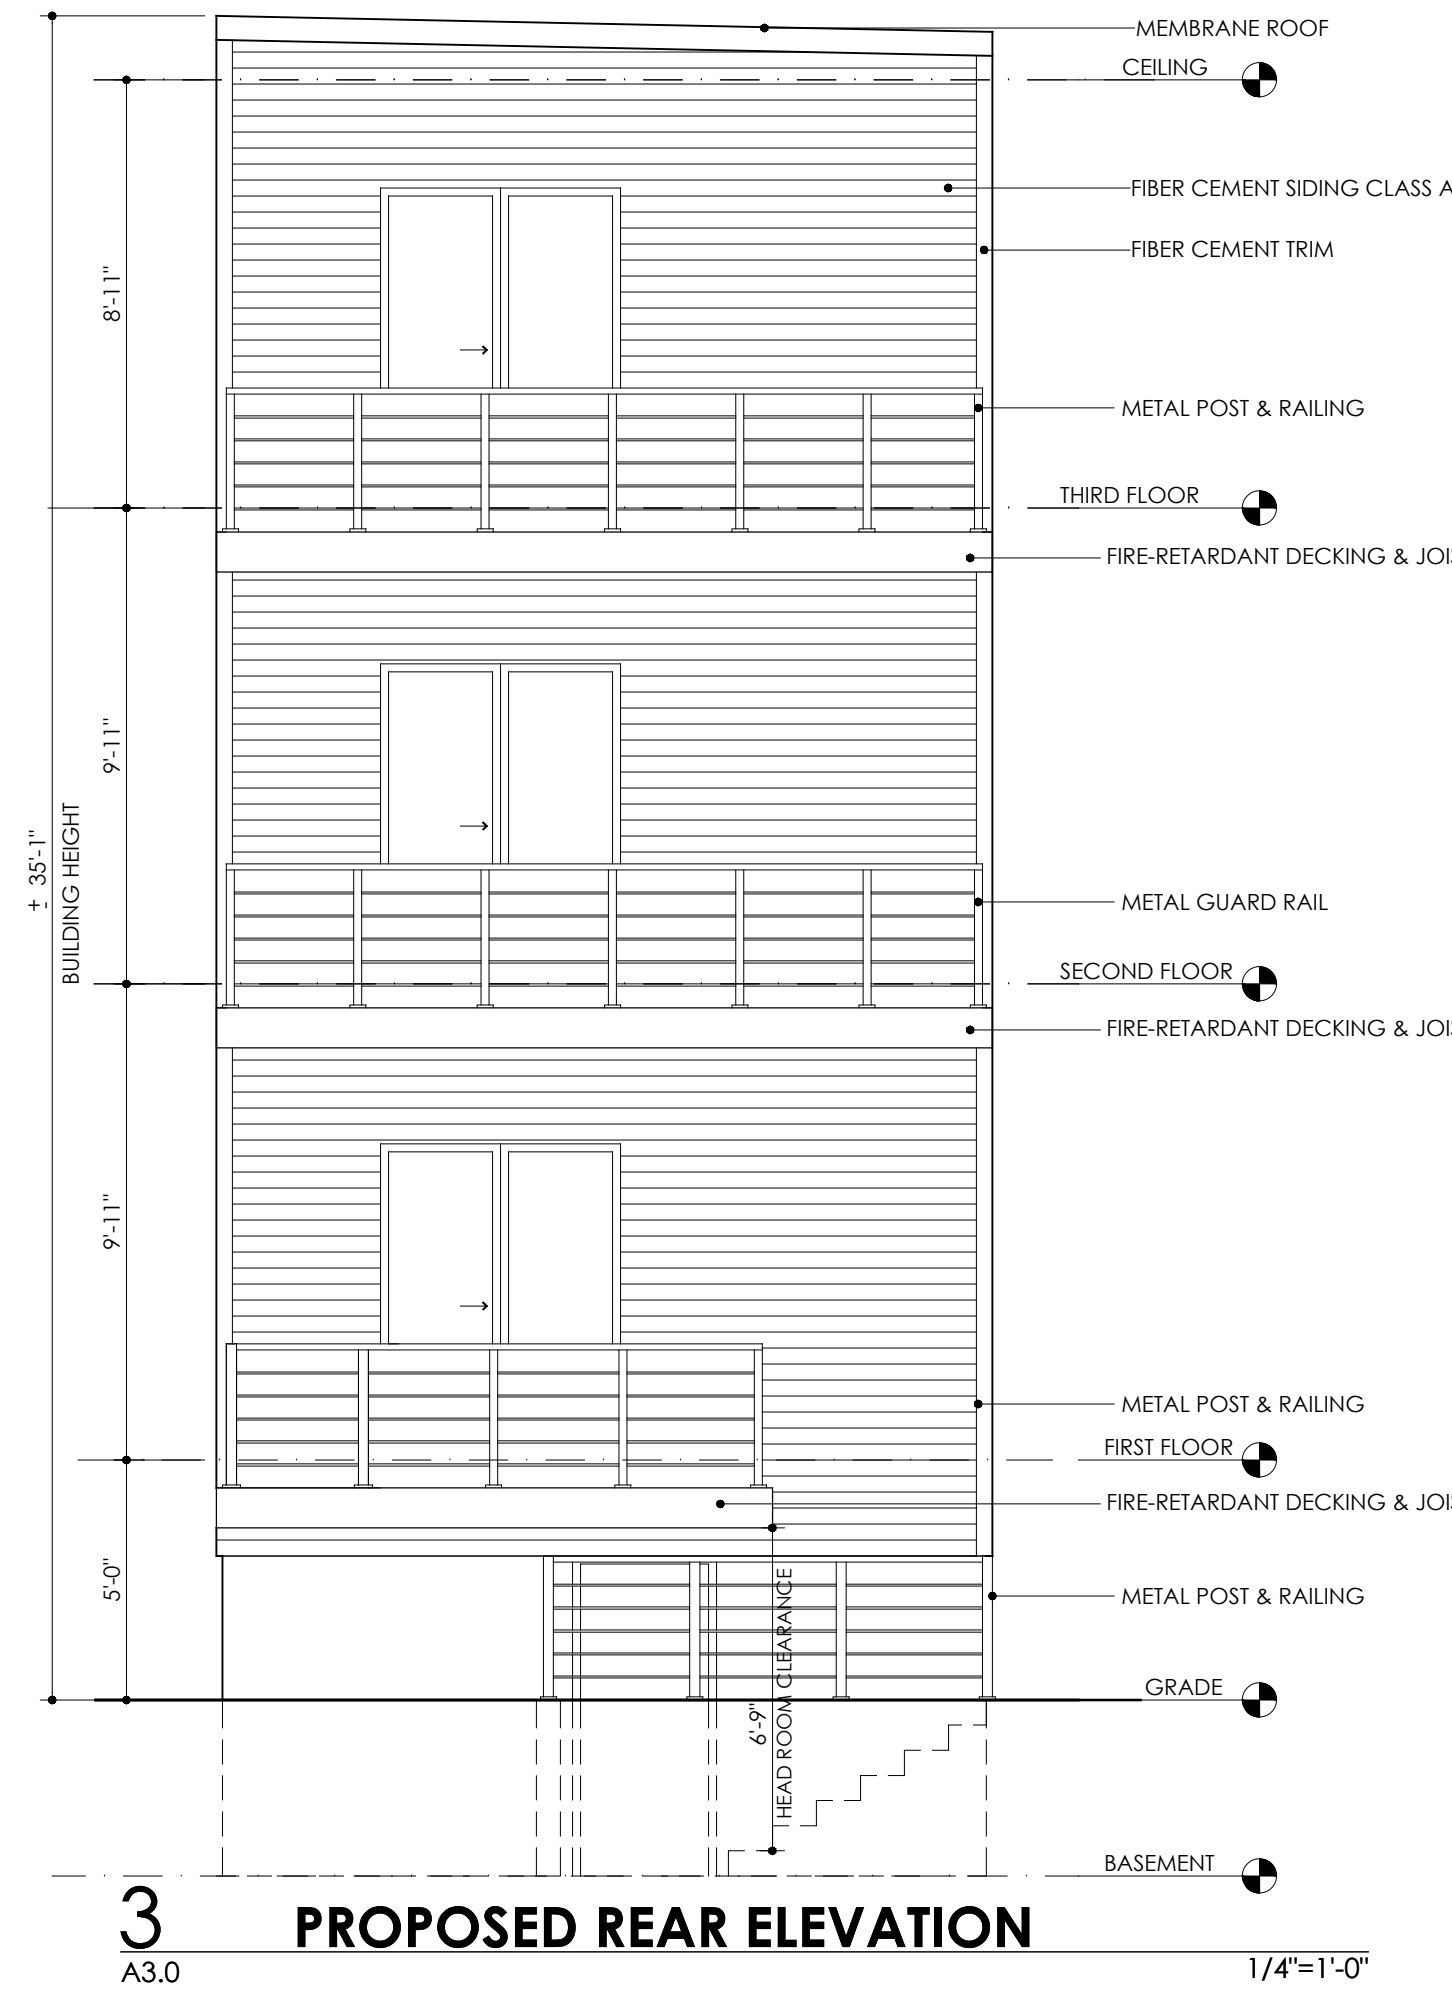 MEMBRANE ROOF
CEILING
FIBER CEMENT SIDING CLASS A
FIBER CEMENT TRIM
8'-11"
METAL POST & RAILING
THIRD FLOOR
FIRE-RETARDANT DECKING & JOI
9'-11"
± 35'-1"
BUILDING HEIGHT
METAL GUARD RAIL
SECOND FLOOR
FIRE-RETARDANT DECKING & JOI
9'-11"
METAL POST & RAILING
FIRST FLOOR
FIRE-RETARDANT DECKING & JOI
5'-0"
METAL POST & RAILING
6'-9"
HEAD ROOM CLEARANCE
GRADE
BASEMENT
3
PROPOSED REAR ELEVATION
A3.0
1/4"=1'-0"